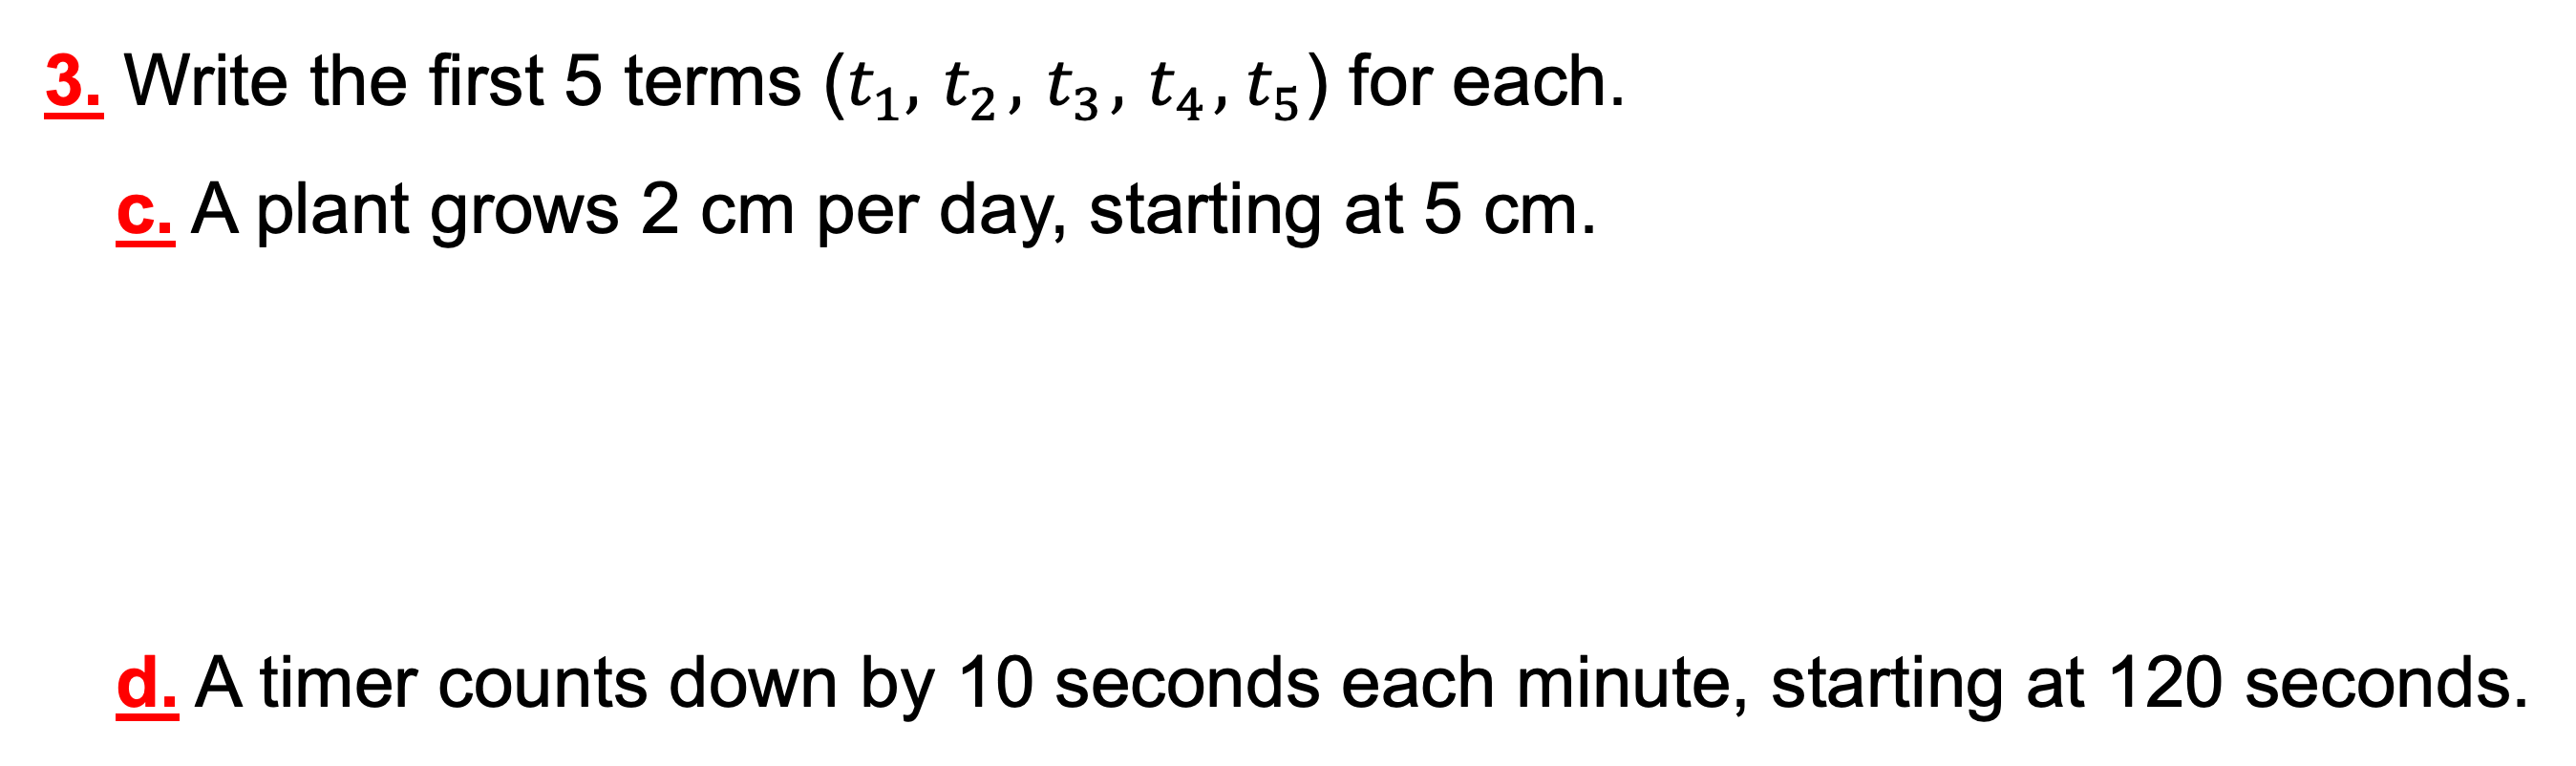 3. Write the first 5 terms (t₁, t₂, t₃, t₄, t₅) for each.
c. A plant grows 2 cm per day, starting at 5 cm.
d. A timer counts down by 10 seconds each minute, starting at 120 seconds.